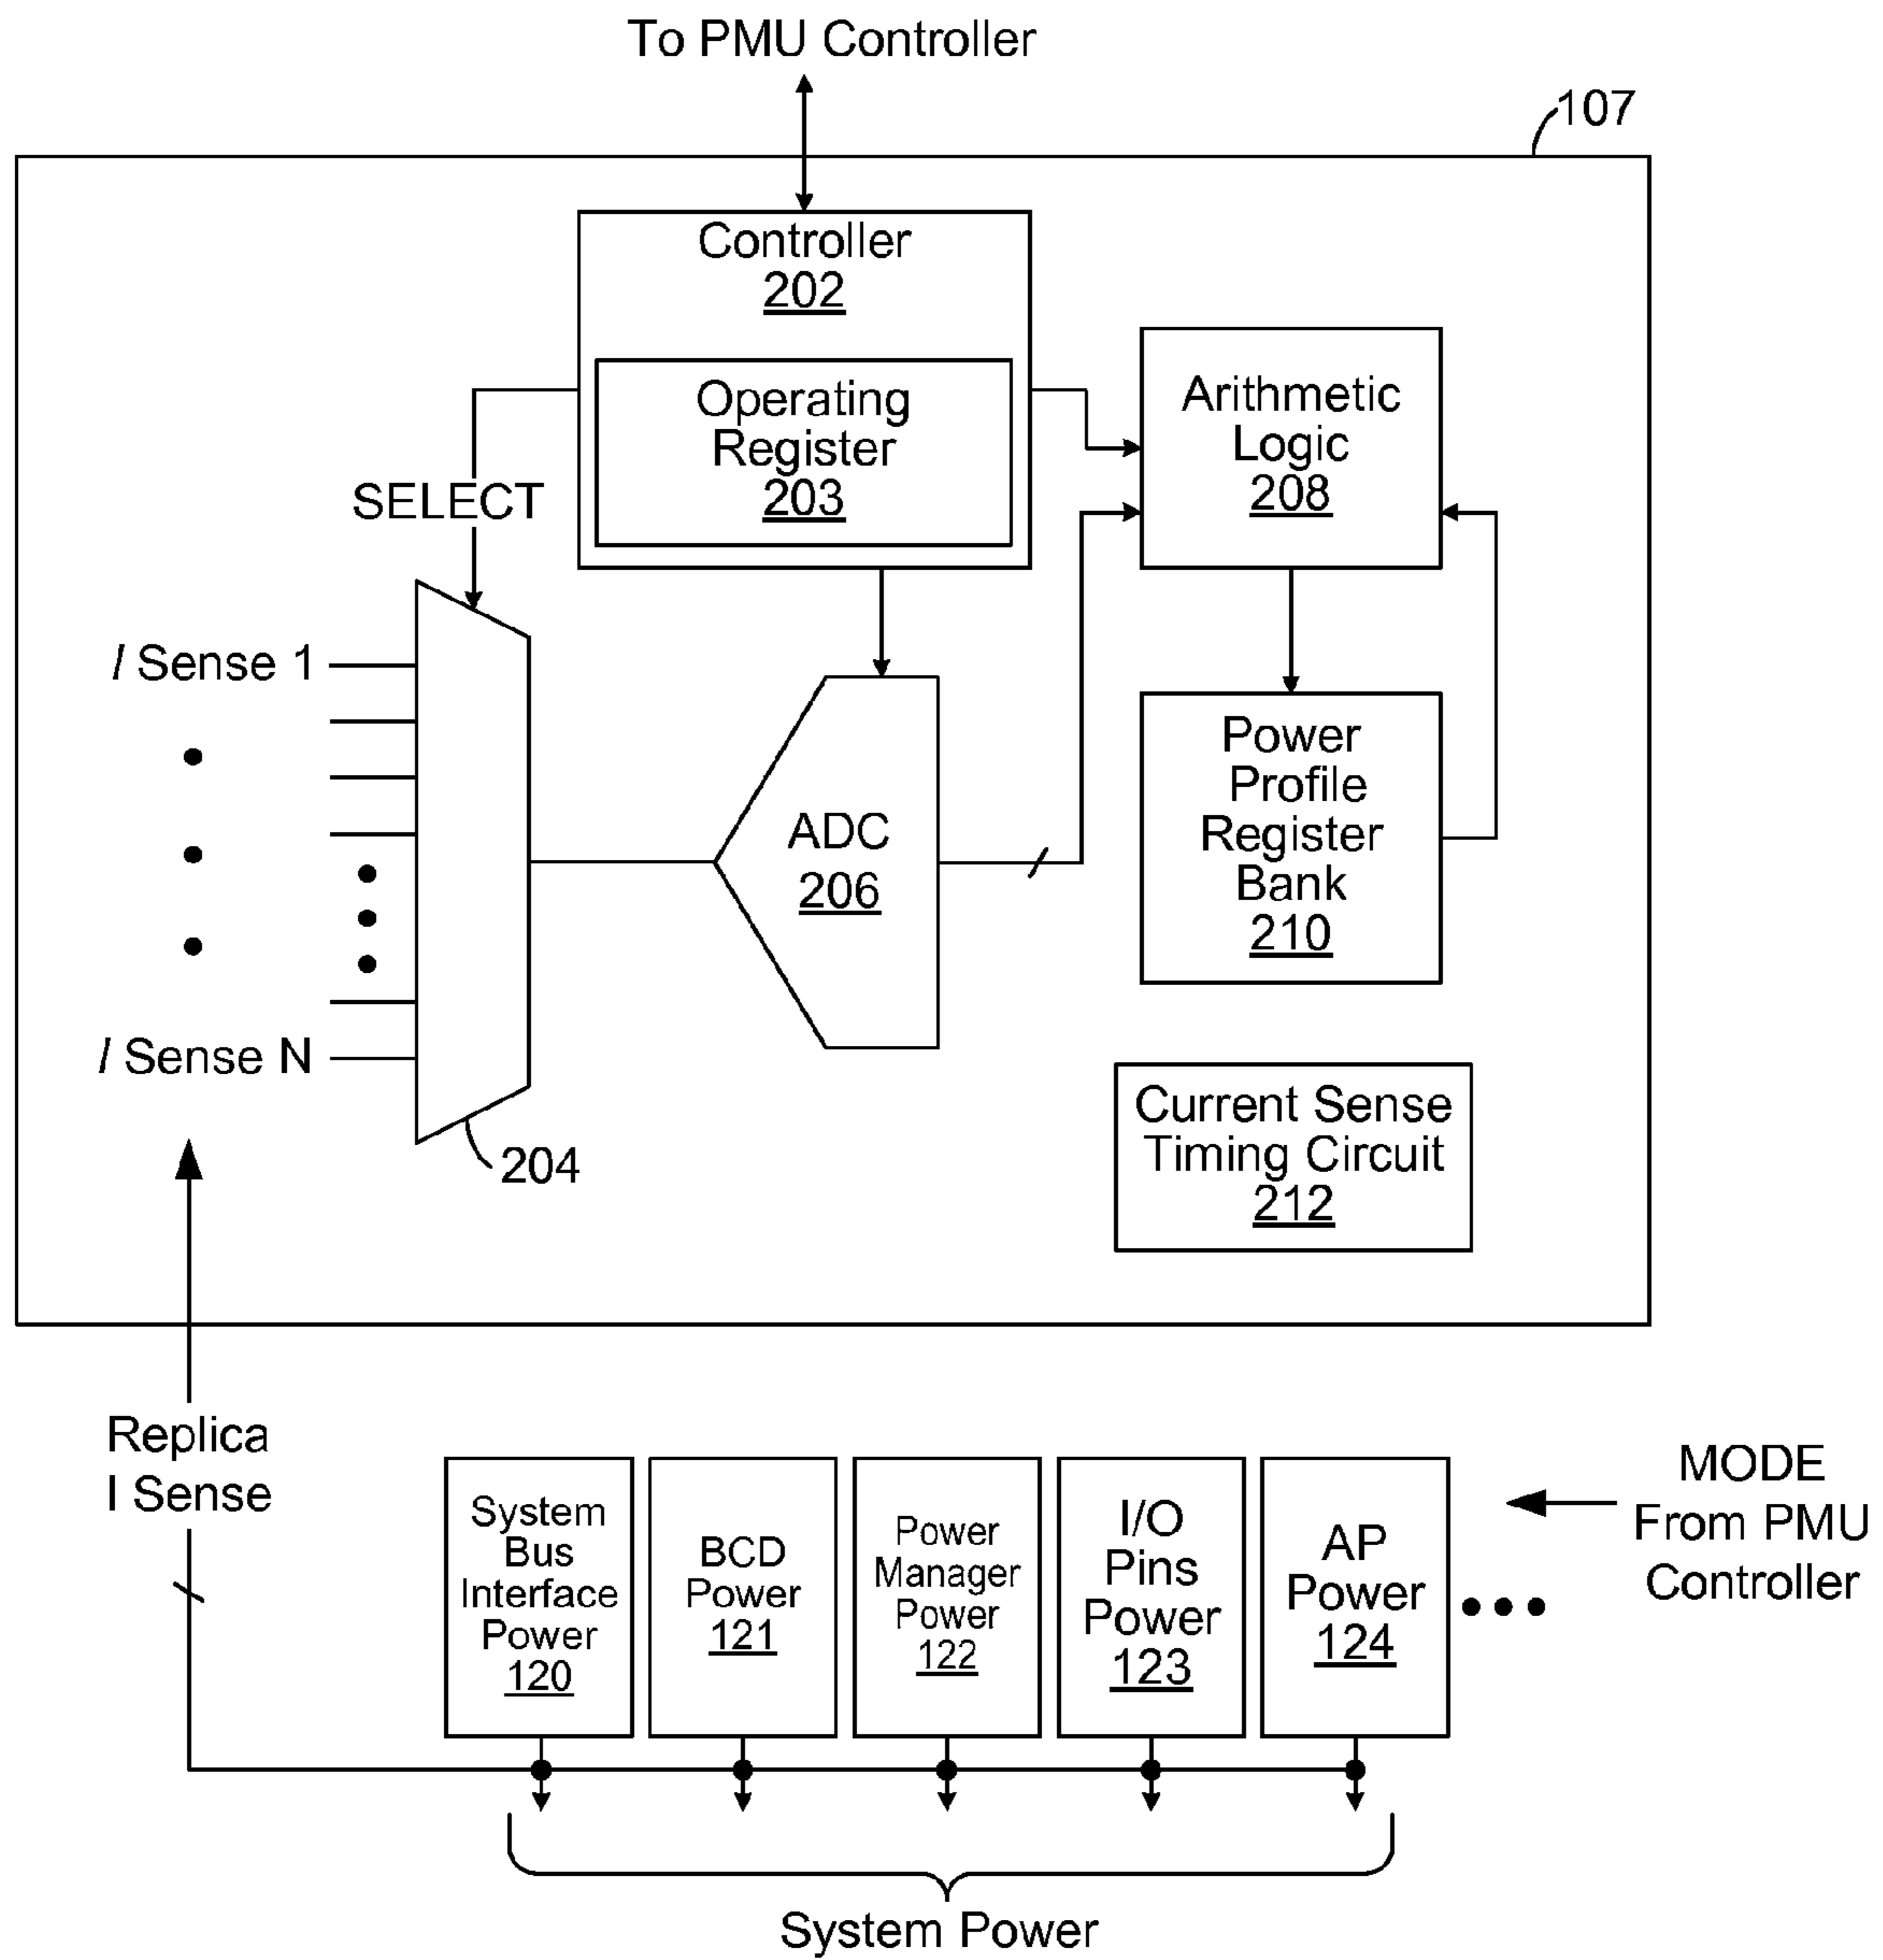 To PMU Controller
107
Controller
202
Operating
Register
203
Arithmetic
Logic
208
SELECT
I Sense 1
ADC
206
Power
Profile
Register
Bank
210
I Sense N
204
Current Sense
Timing Circuit
212
Replica
I Sense
System
Bus
Interface
Power
120
BCD
Power
121
Power
Manager
Power
122
I/O
Pins
Power
123
AP
Power
124
MODE
From PMU
Controller
System Power